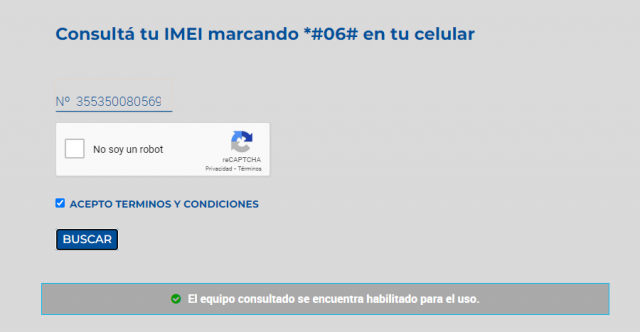 Consultá tu IMEI marcando *#06# en tu celular
Nº 355350080569
No soy un robot
reCAPTCHA
Privacidad - Términos
ACEPTO TERMINOS Y CONDICIONES
BUSCAR
El equipo consultado se encuentra habilitado para el uso.